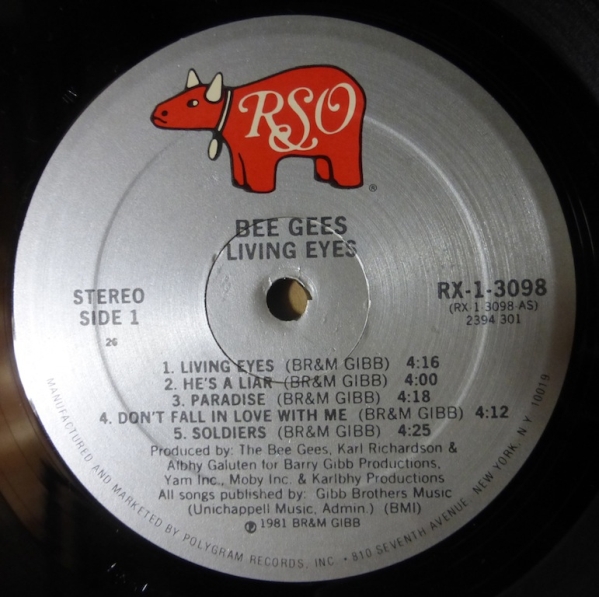 RSO
®
BEE GEES
LIVING EYES
STEREO
SIDE 1
26
RX-1-3098
(RX-1-3098-AS)
2394 301
1. LIVING EYES (BR&M GIBB) 4:16
2. HE'S A LIAR (BR&M GIBB) 4:00
3. PARADISE (BR&M GIBB) 4:18
4. DON'T FALL IN LOVE WITH ME (BR&M GIBB) 4:12
5. SOLDIERS (BR&M GIBB) 4:25
Produced by: The Bee Gees, Karl Richardson &
Albhy Galuten for Barry Gibb Productions,
Yam Inc., Moby Inc. & Karlbhy Productions
All songs published by: Gibb Brothers Music
(Unichappell Music, Admin.) (BMI)
℗ 1981 BR&M GIBB
MANUFACTURED AND MARKETED BY POLYGRAM RECORDS, INC • 810 SEVENTH AVENUE, NEW YORK, N.Y. 10019